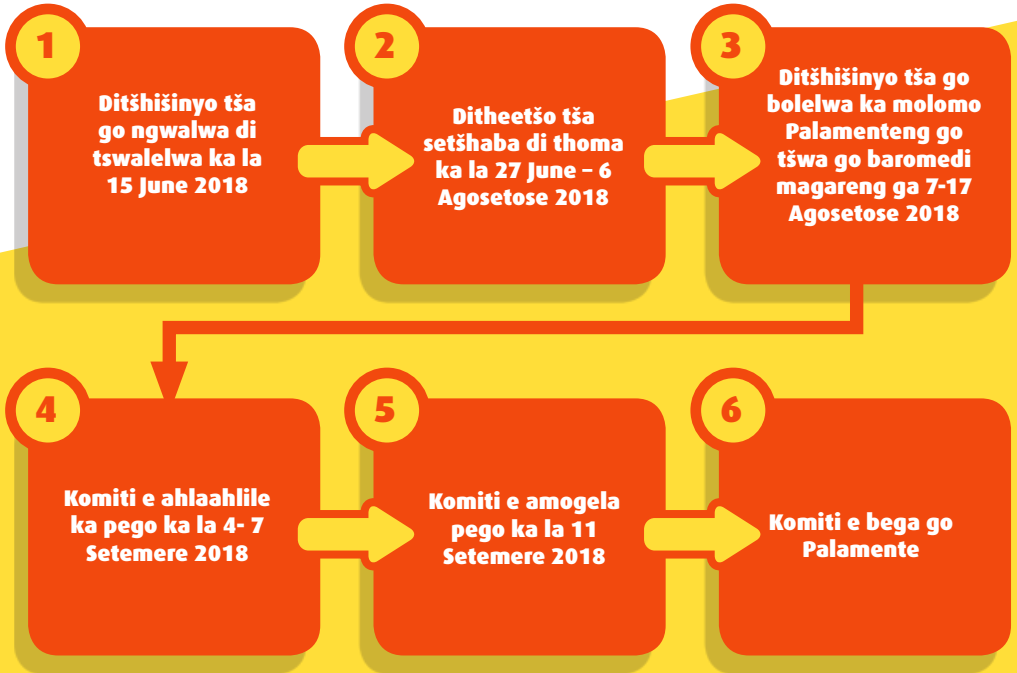 1
Ditšhišinyo tša
go ngwalwa di
tswalelwa ka la
15 June 2018
2
Ditheetšo tša
setšhaba di thoma
ka la 27 June – 6
Agosetose 2018
3
Ditšhišinyo tša go
bolelwa ka molomo
Palamenteng go
tšwa go baromedi
magareng ga 7-17
Agosetose 2018
4
Komiti e ahlaahlile
ka pego ka la 4- 7
Setemere 2018
5
Komiti e amogela
pego ka la 11
Setemere 2018
6
Komiti e bega go
Palamente